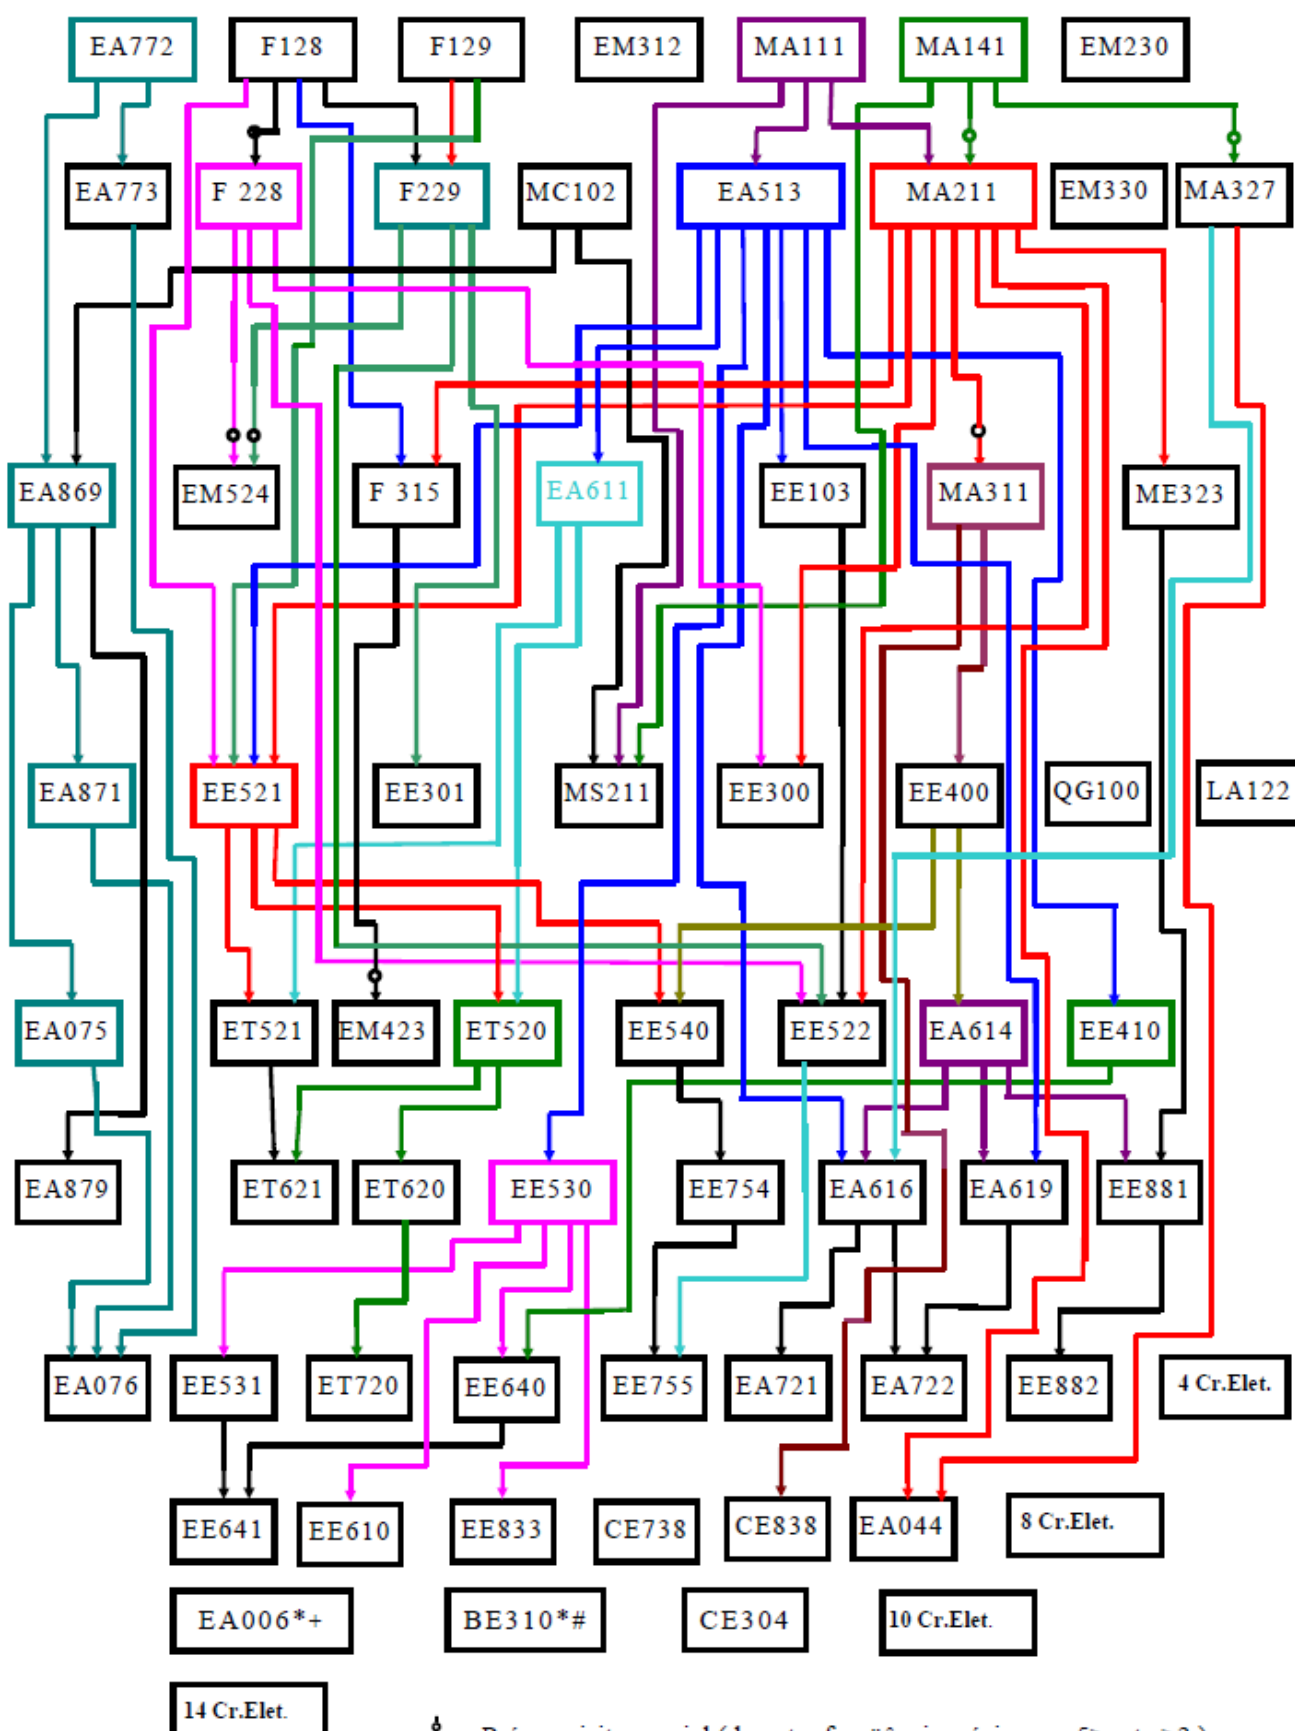 EA772 F128 F129 EM312 MA111 MA141 EM230
EA773 F 228 F229 MC102 EA513 MA211 EM330 MA327
EA869 EM524 F 315 EA611 EE103 MA311 ME323
EA871 EE521 EE301 MS211 EE300 EE400 QG100 LA122
EA075 ET521 EM423 ET520 EE540 EE522 EA614 EE410
EA879 ET621 ET620 EE530 EE754 EA616 EA619 EE881
EA076 EE531 ET720 EE640 EE755 EA721 EA722 EE882 4 Cr.Elet.
EE641 EE610 EE833 CE738 CE838 EA044 8 Cr.Elet.
EA006*+ BE310*# CE304 10 Cr.Elet.
14 Cr.Elet.